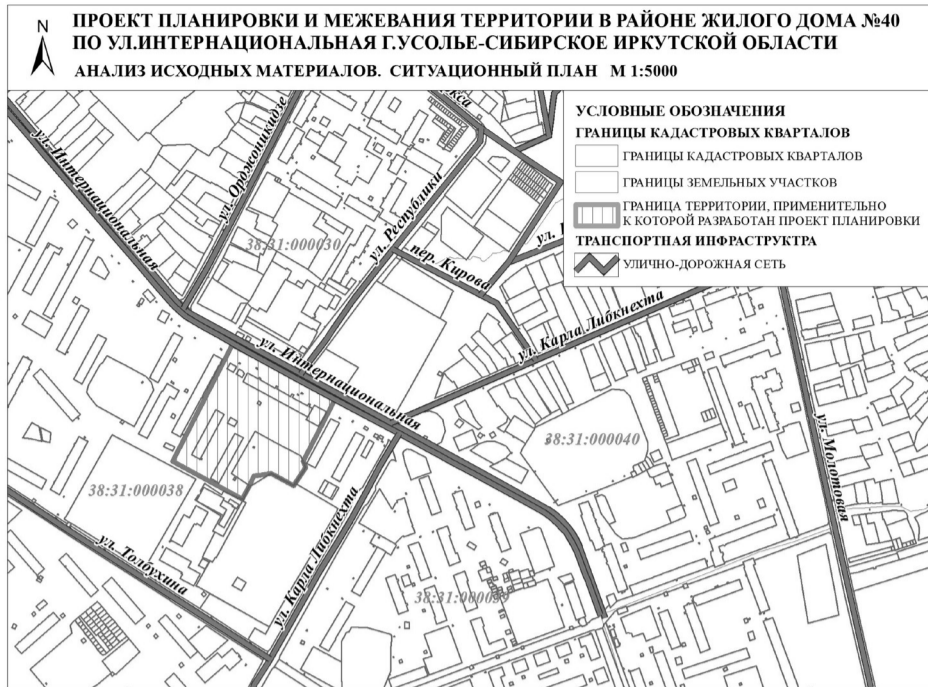 N
ПРОЕКТ ПЛАНИРОВКИ И МЕЖЕВАНИЯ ТЕРРИТОРИИ В РАЙОНЕ ЖИЛОГО ДОМА №40
ПО УЛ.ИНТЕРНАЦИОНАЛЬНАЯ Г.УСОЛЬЕ-СИБИРСКОЕ ИРКУТСКОЙ ОБЛАСТИ
АНАЛИЗ ИСХОДНЫХ МАТЕРИАЛОВ. СИТУАЦИОННЫЙ ПЛАН М 1:5000
УСЛОВНЫЕ ОБОЗНАЧЕНИЯ
ГРАНИЦЫ КАДАСТРОВЫХ КВАРТАЛОВ
ГРАНИЦЫ КАДАСТРОВЫХ КВАРТАЛОВ
ГРАНИЦЫ ЗЕМЕЛЬНЫХ УЧАСТКОВ
ГРАНИЦА ТЕРРИТОРИИ, ПРИМЕНИТЕЛЬНО
К КОТОРОЙ РАЗРАБОТАН ПРОЕКТ ПЛАНИРОВКИ
ТРАНСПОРТНАЯ ИНФРАСТРУКТРА
УЛИЧНО-ДОРОЖНАЯ СЕТЬ
ул. Интернациональная
ул. Орджоникидзе
38:31:000030
ул. Республики
пер. Кирова
ул.
ул. Карла Либкнехта
ул. Интернациональная
38:31:000040
ул. Молотовая
38:31:000038
ул. Толбухина
ул. Карла Либкнехта